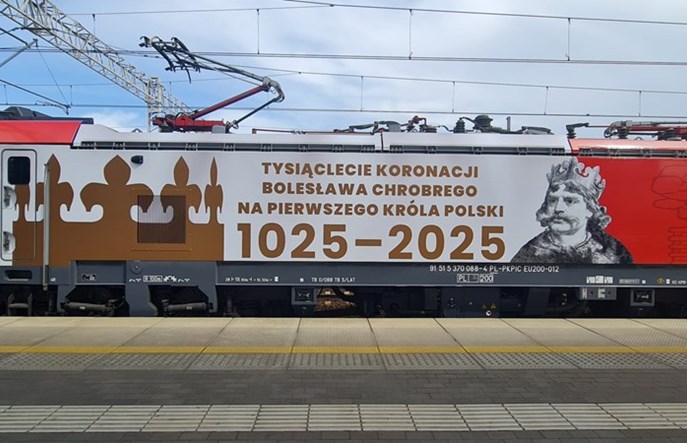 TYSIĄCLECIE KORONACJI
BOLESŁAWA CHROBREGO
NA PIERWSZEGO KRÓLA POLSKI
1025–2025
91 51 5 370 088-4 PL-PKPIC EU200-012